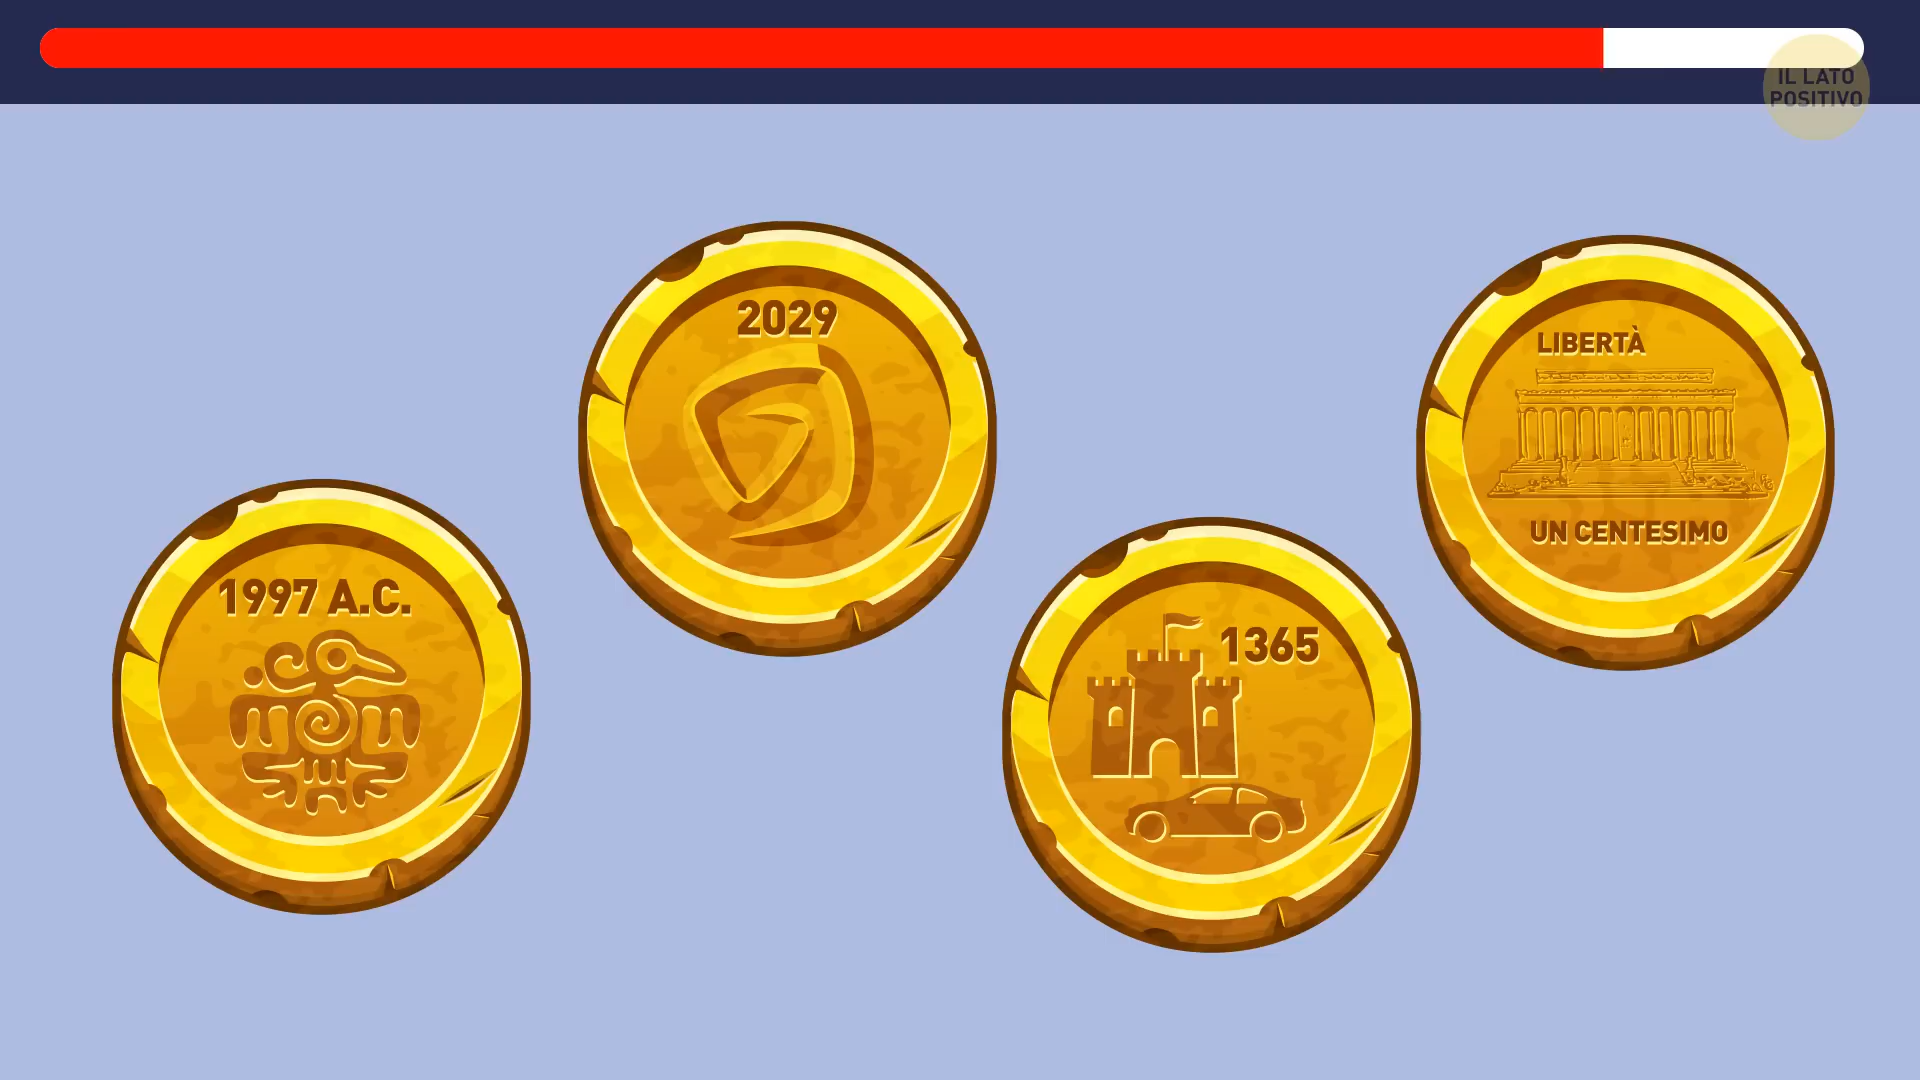 IL LATO
POSITIVO
2029
LIBERTÀ
UN CENTESIMO
1997 A.C.
1365